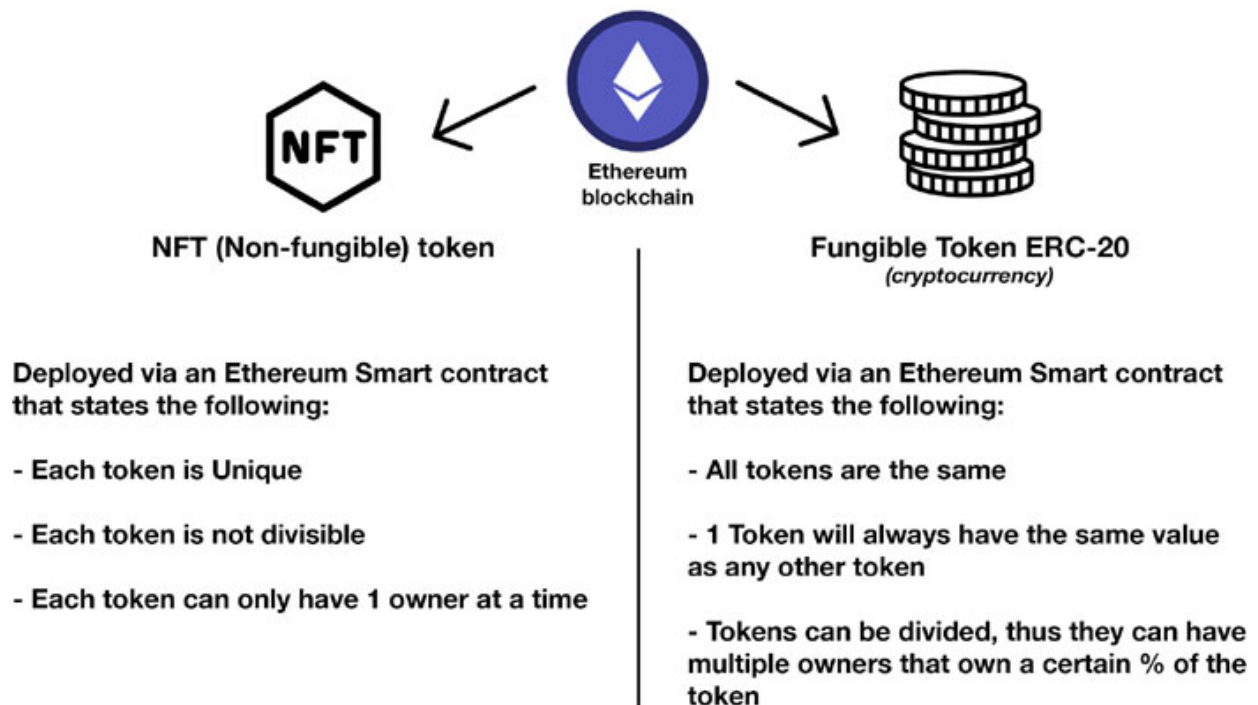 NFT
Ethereum
blockchain
NFT (Non-fungible) token
Deployed via an Ethereum Smart contract
that states the following:
- Each token is Unique
- Each token is not divisible
- Each token can only have 1 owner at a time
Fungible Token ERC-20
(cryptocurrency)
Deployed via an Ethereum Smart contract
that states the following:
- All tokens are the same
- 1 Token will always have the same value
as any other token
- Tokens can be divided, thus they can have
multiple owners that own a certain % of the
token